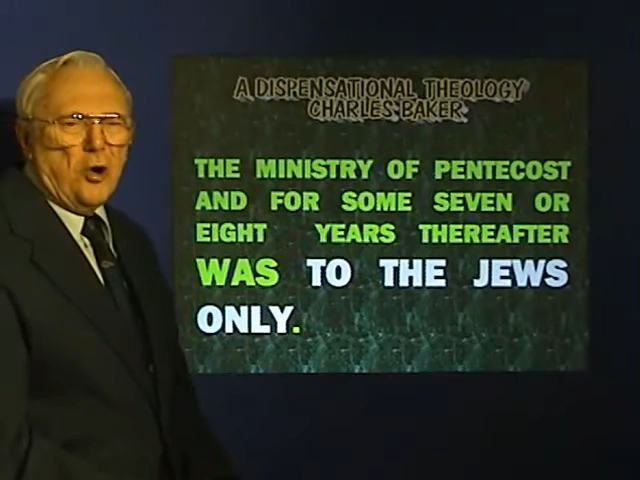 A DISPENSATIONAL THEOLOGY
CHARLES BAKER
THE MINISTRY OF PENTECOST
AND FOR SOME SEVEN OR
EIGHT YEARS THEREAFTER
WAS TO THE JEWS
ONLY.